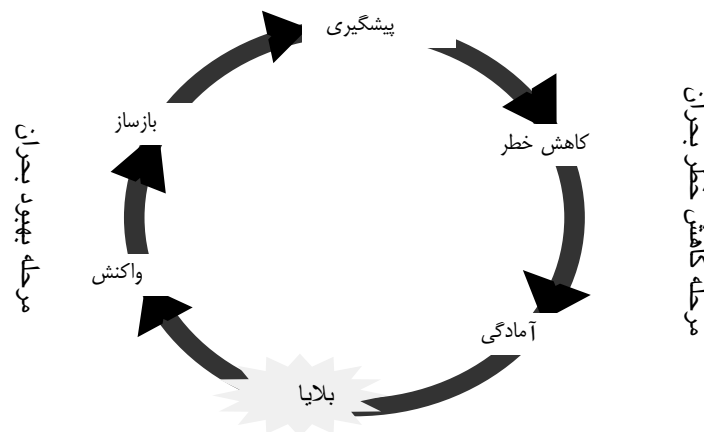 پیشگیری
کاهش خطر
آمادگی
بلایا
واکنش
بازساز
مرحله کاهش خطر بحران
مرحله بهبود بحران